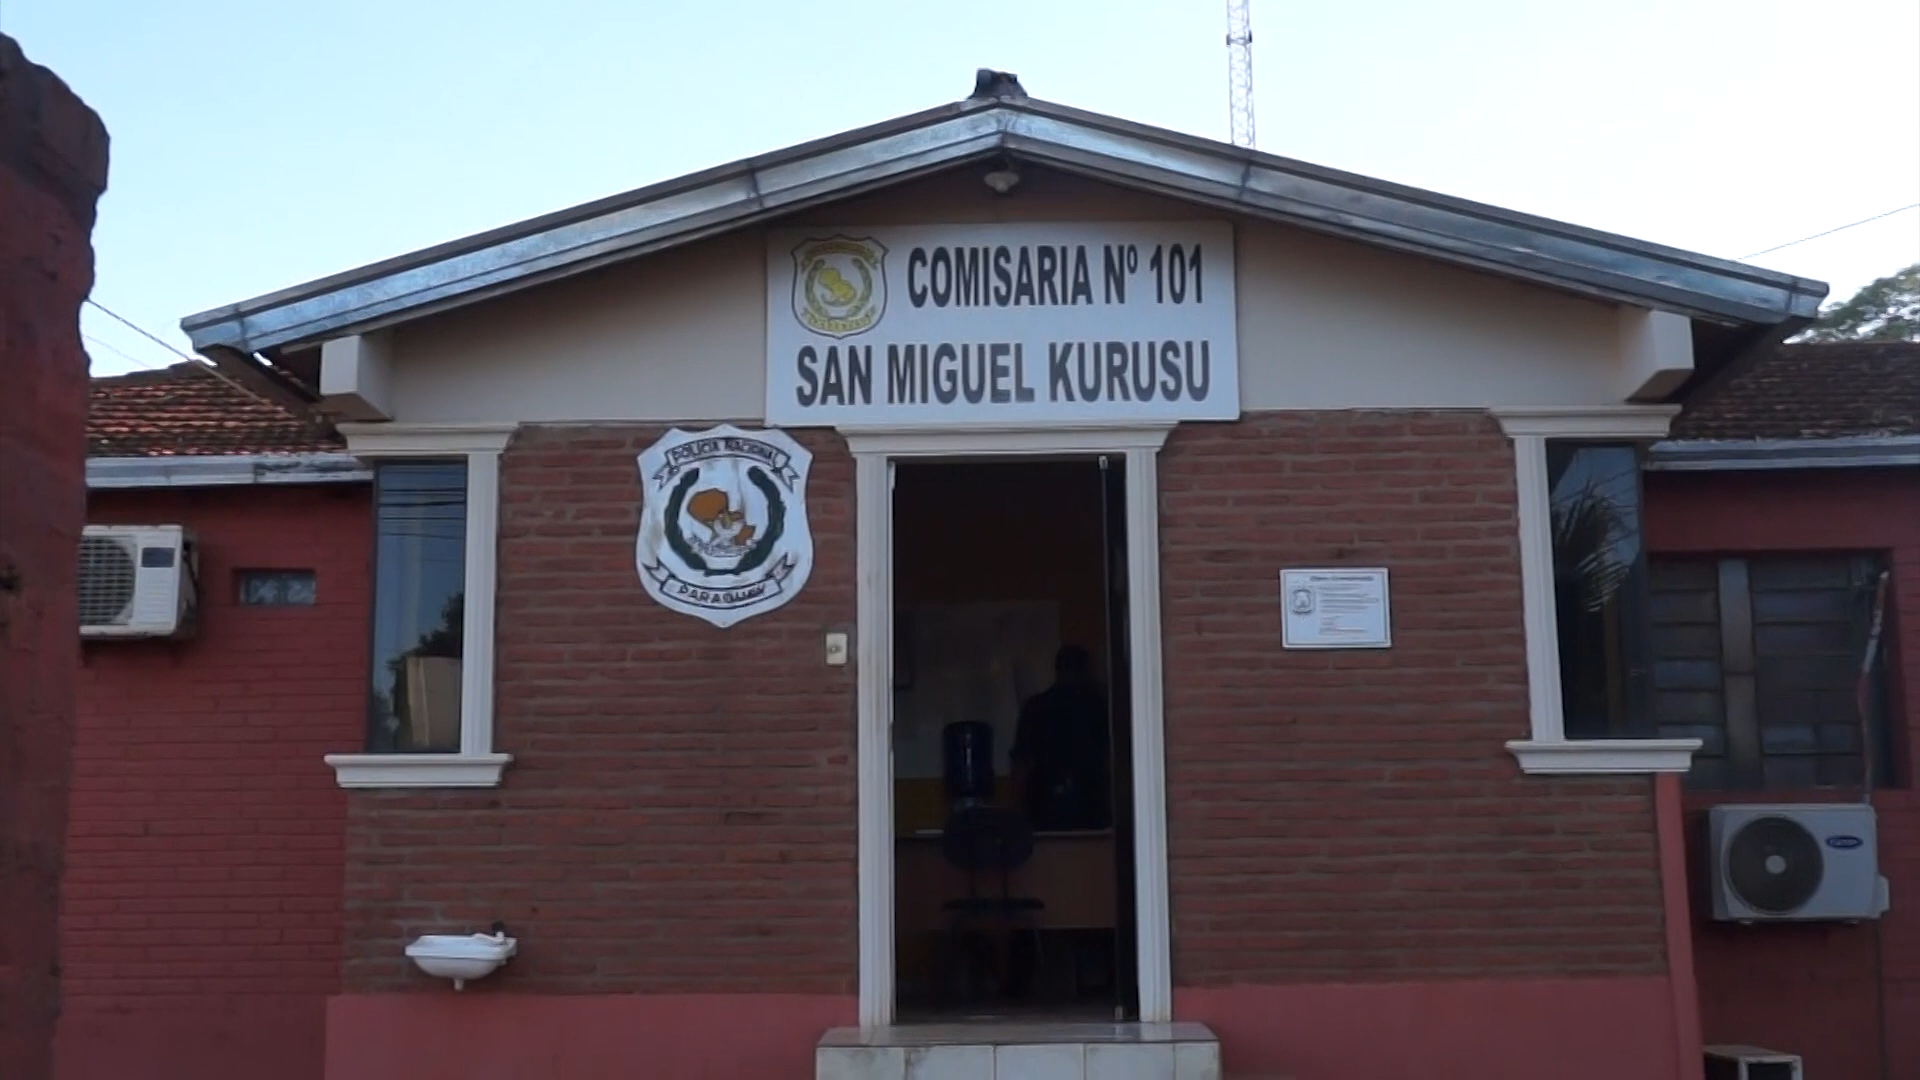 COMISARIA Nº 101
SAN MIGUEL KURUSU
POLICIA NACIONAL
PARAGUAY